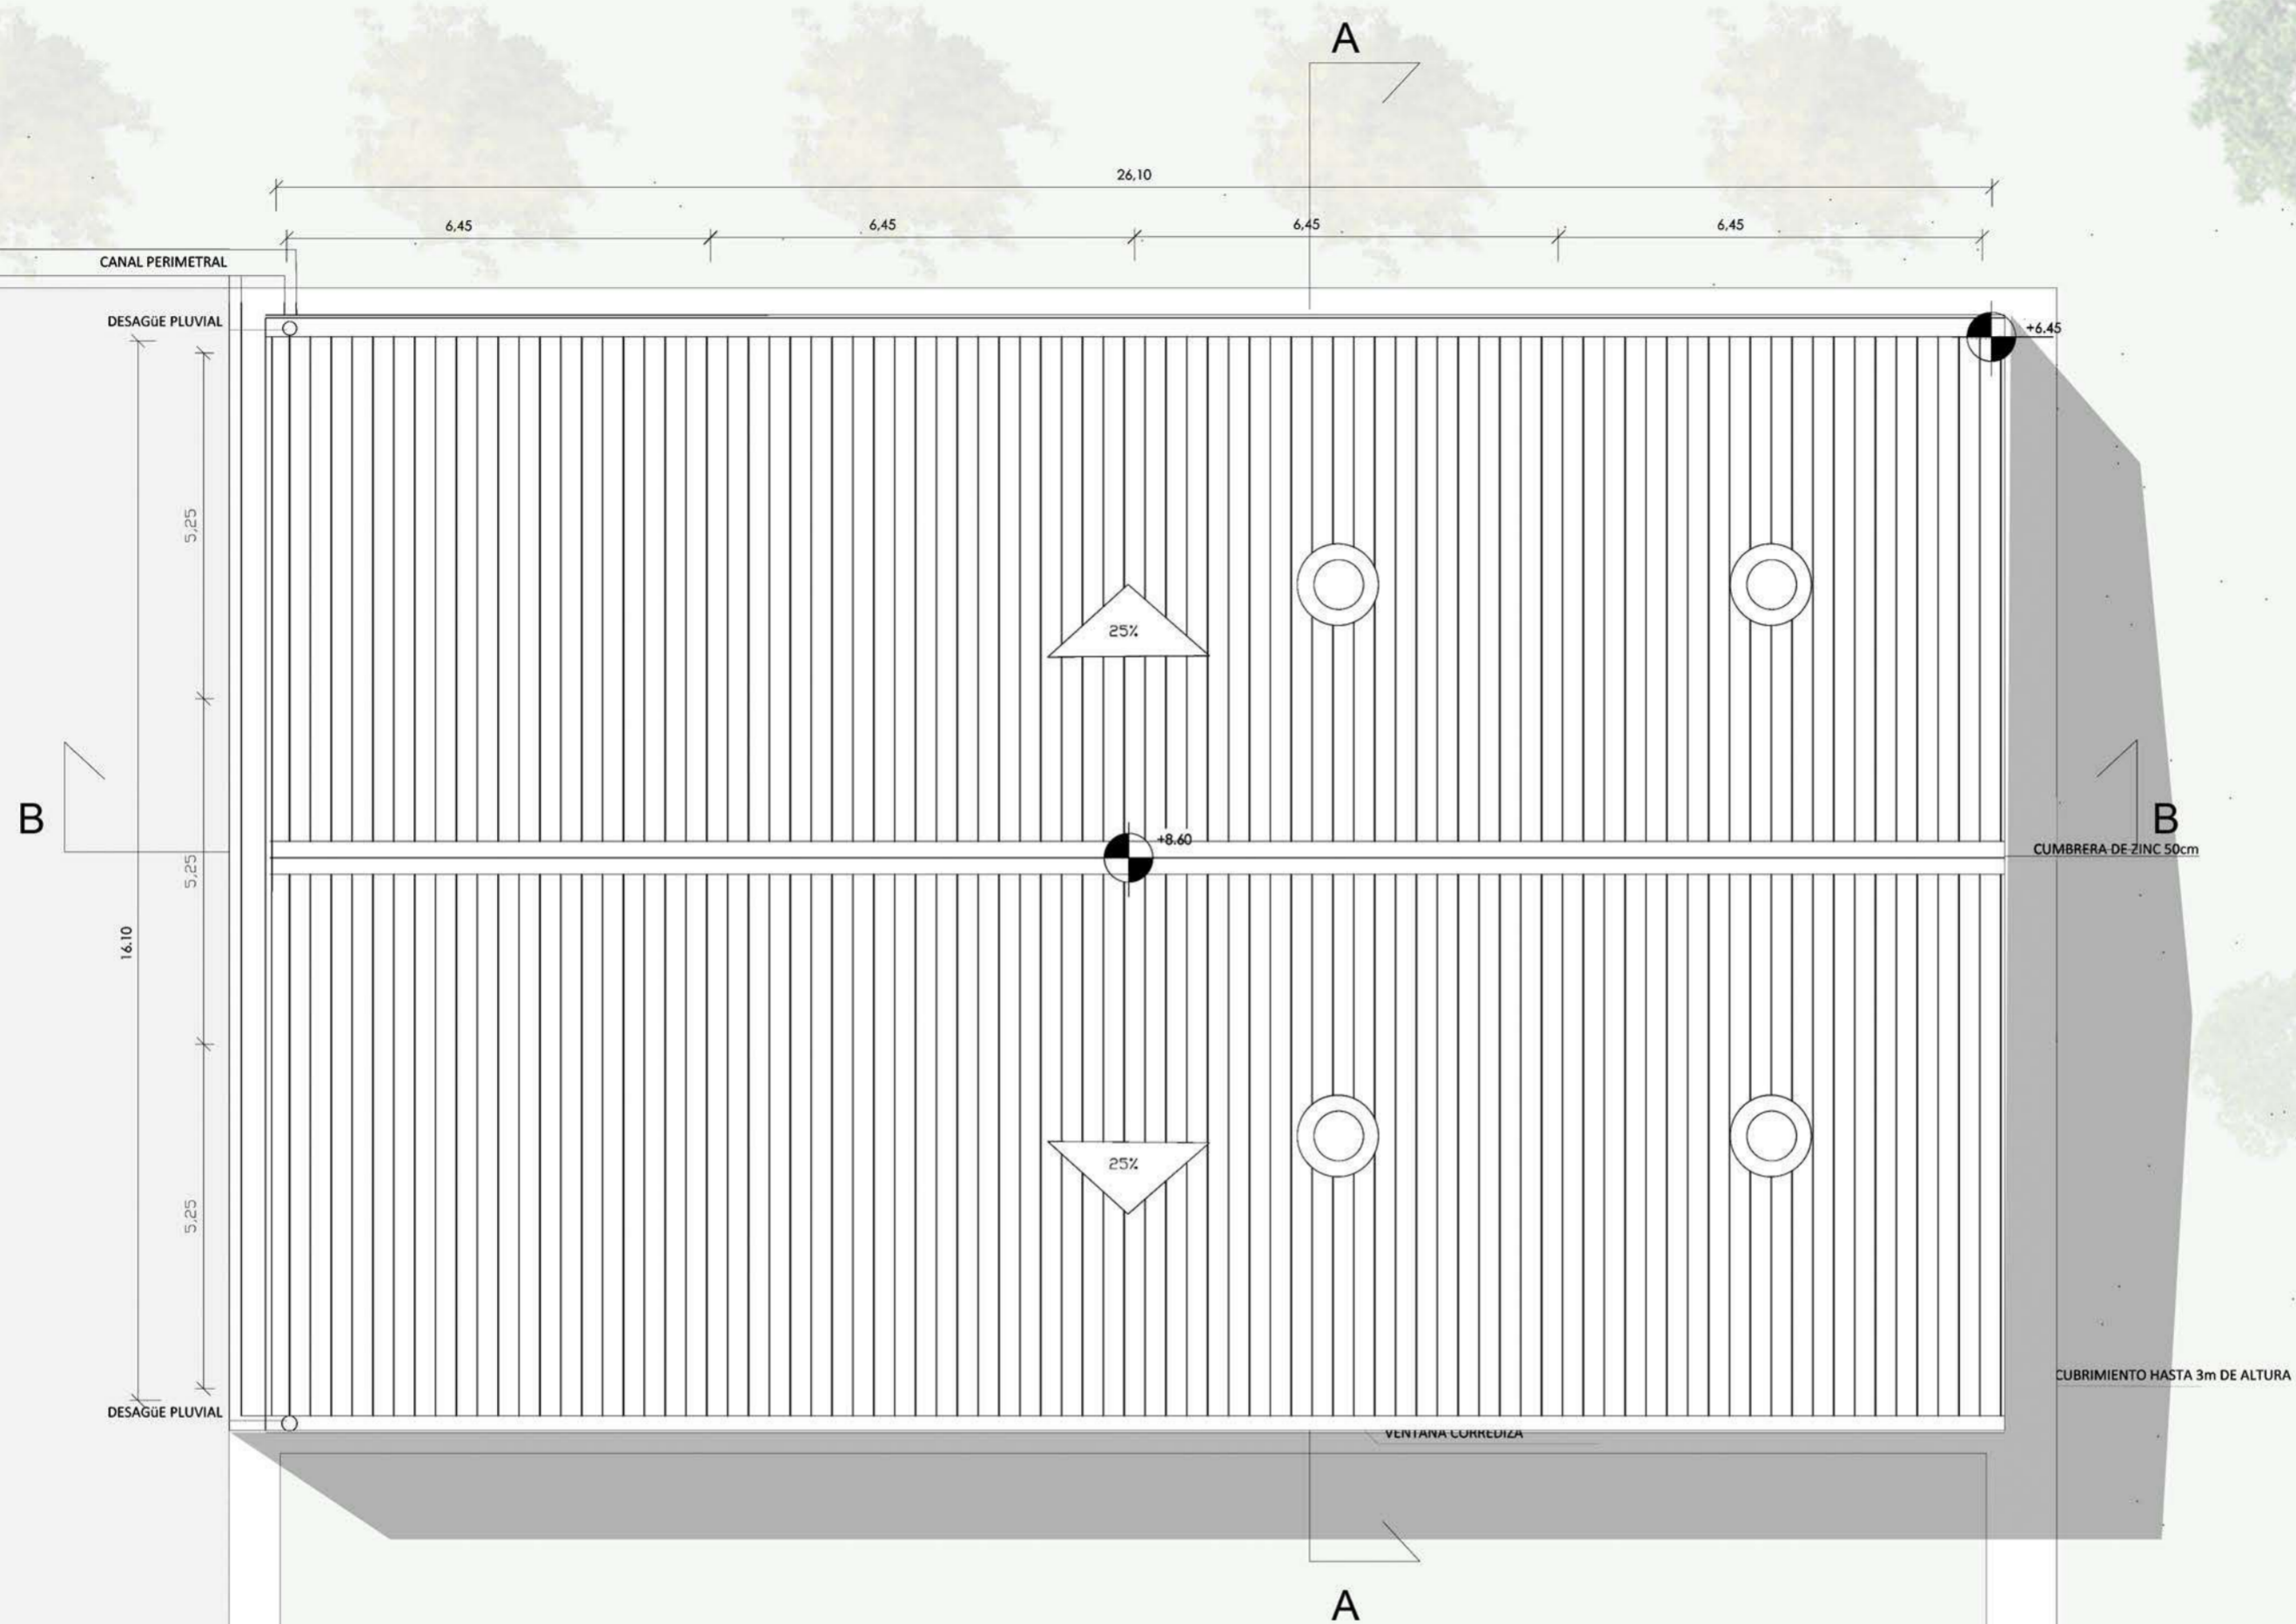 A
26,10
6,45
6,45
6,45
6,45
CANAL PERIMETRAL
DESAGüE PLUVIAL
+6.45
5,25
25%
B
B
+8.60
CUMBRERA DE ZINC 50cm
5,25
16.10
25%
5,25
CUBRIMIENTO HASTA 3m DE ALTURA
DESAGüE PLUVIAL
VENTANA CORREDIZA
A